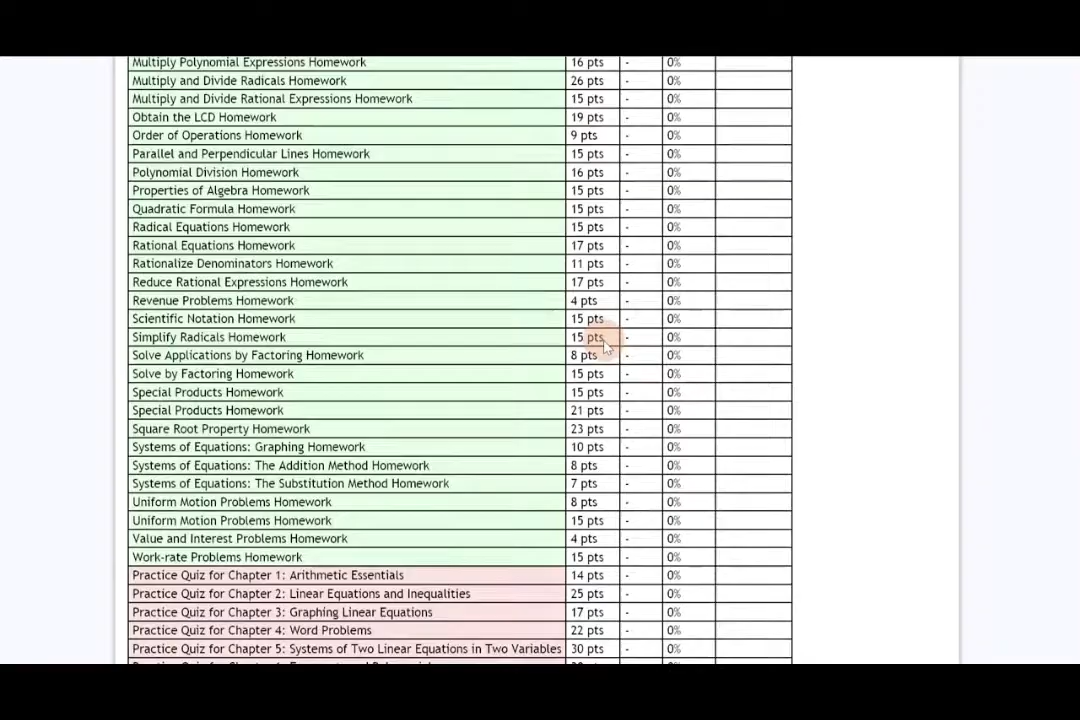 Multiply Polynomial Expressions Homework 16 pts - 0%
Multiply and Divide Radicals Homework 26 pts - 0%
Multiply and Divide Rational Expressions Homework 15 pts - 0%
Obtain the LCD Homework 19 pts - 0%
Order of Operations Homework 9 pts - 0%
Parallel and Perpendicular Lines Homework 15 pts - 0%
Polynomial Division Homework 16 pts - 0%
Properties of Algebra Homework 15 pts - 0%
Quadratic Formula Homework 15 pts - 0%
Radical Equations Homework 15 pts - 0%
Rational Equations Homework 17 pts - 0%
Rationalize Denominators Homework 11 pts - 0%
Reduce Rational Expressions Homework 17 pts - 0%
Revenue Problems Homework 4 pts - 0%
Scientific Notation Homework 15 pts - 0%
Simplify Radicals Homework 15 pts - 0%
Solve Applications by Factoring Homework 8 pts - 0%
Solve by Factoring Homework 15 pts - 0%
Special Products Homework 15 pts - 0%
Special Products Homework 21 pts - 0%
Square Root Property Homework 23 pts - 0%
Systems of Equations: Graphing Homework 10 pts - 0%
Systems of Equations: The Addition Method Homework 8 pts - 0%
Systems of Equations: The Substitution Method Homework 7 pts - 0%
Uniform Motion Problems Homework 8 pts - 0%
Uniform Motion Problems Homework 15 pts - 0%
Value and Interest Problems Homework 4 pts - 0%
Work-rate Problems Homework 15 pts - 0%
Practice Quiz for Chapter 1: Arithmetic Essentials 14 pts - 0%
Practice Quiz for Chapter 2: Linear Equations and Inequalities 25 pts - 0%
Practice Quiz for Chapter 3: Graphing Linear Equations 17 pts - 0%
Practice Quiz for Chapter 4: Word Problems 22 pts - 0%
Practice Quiz for Chapter 5: Systems of Two Linear Equations in Two Variables 30 pts - 0%